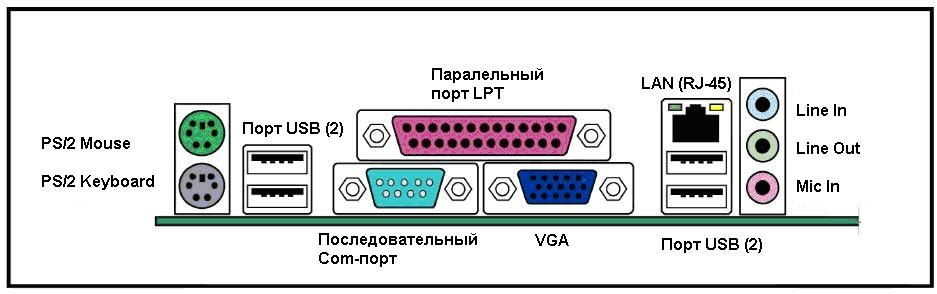 PS/2 Mouse
PS/2 Keyboard
Порт USB (2)
Паралельный
порт LPT
Последовательный
Com-порт
VGA
LAN (RJ-45)
Порт USB (2)
Line In
Line Out
Mic In